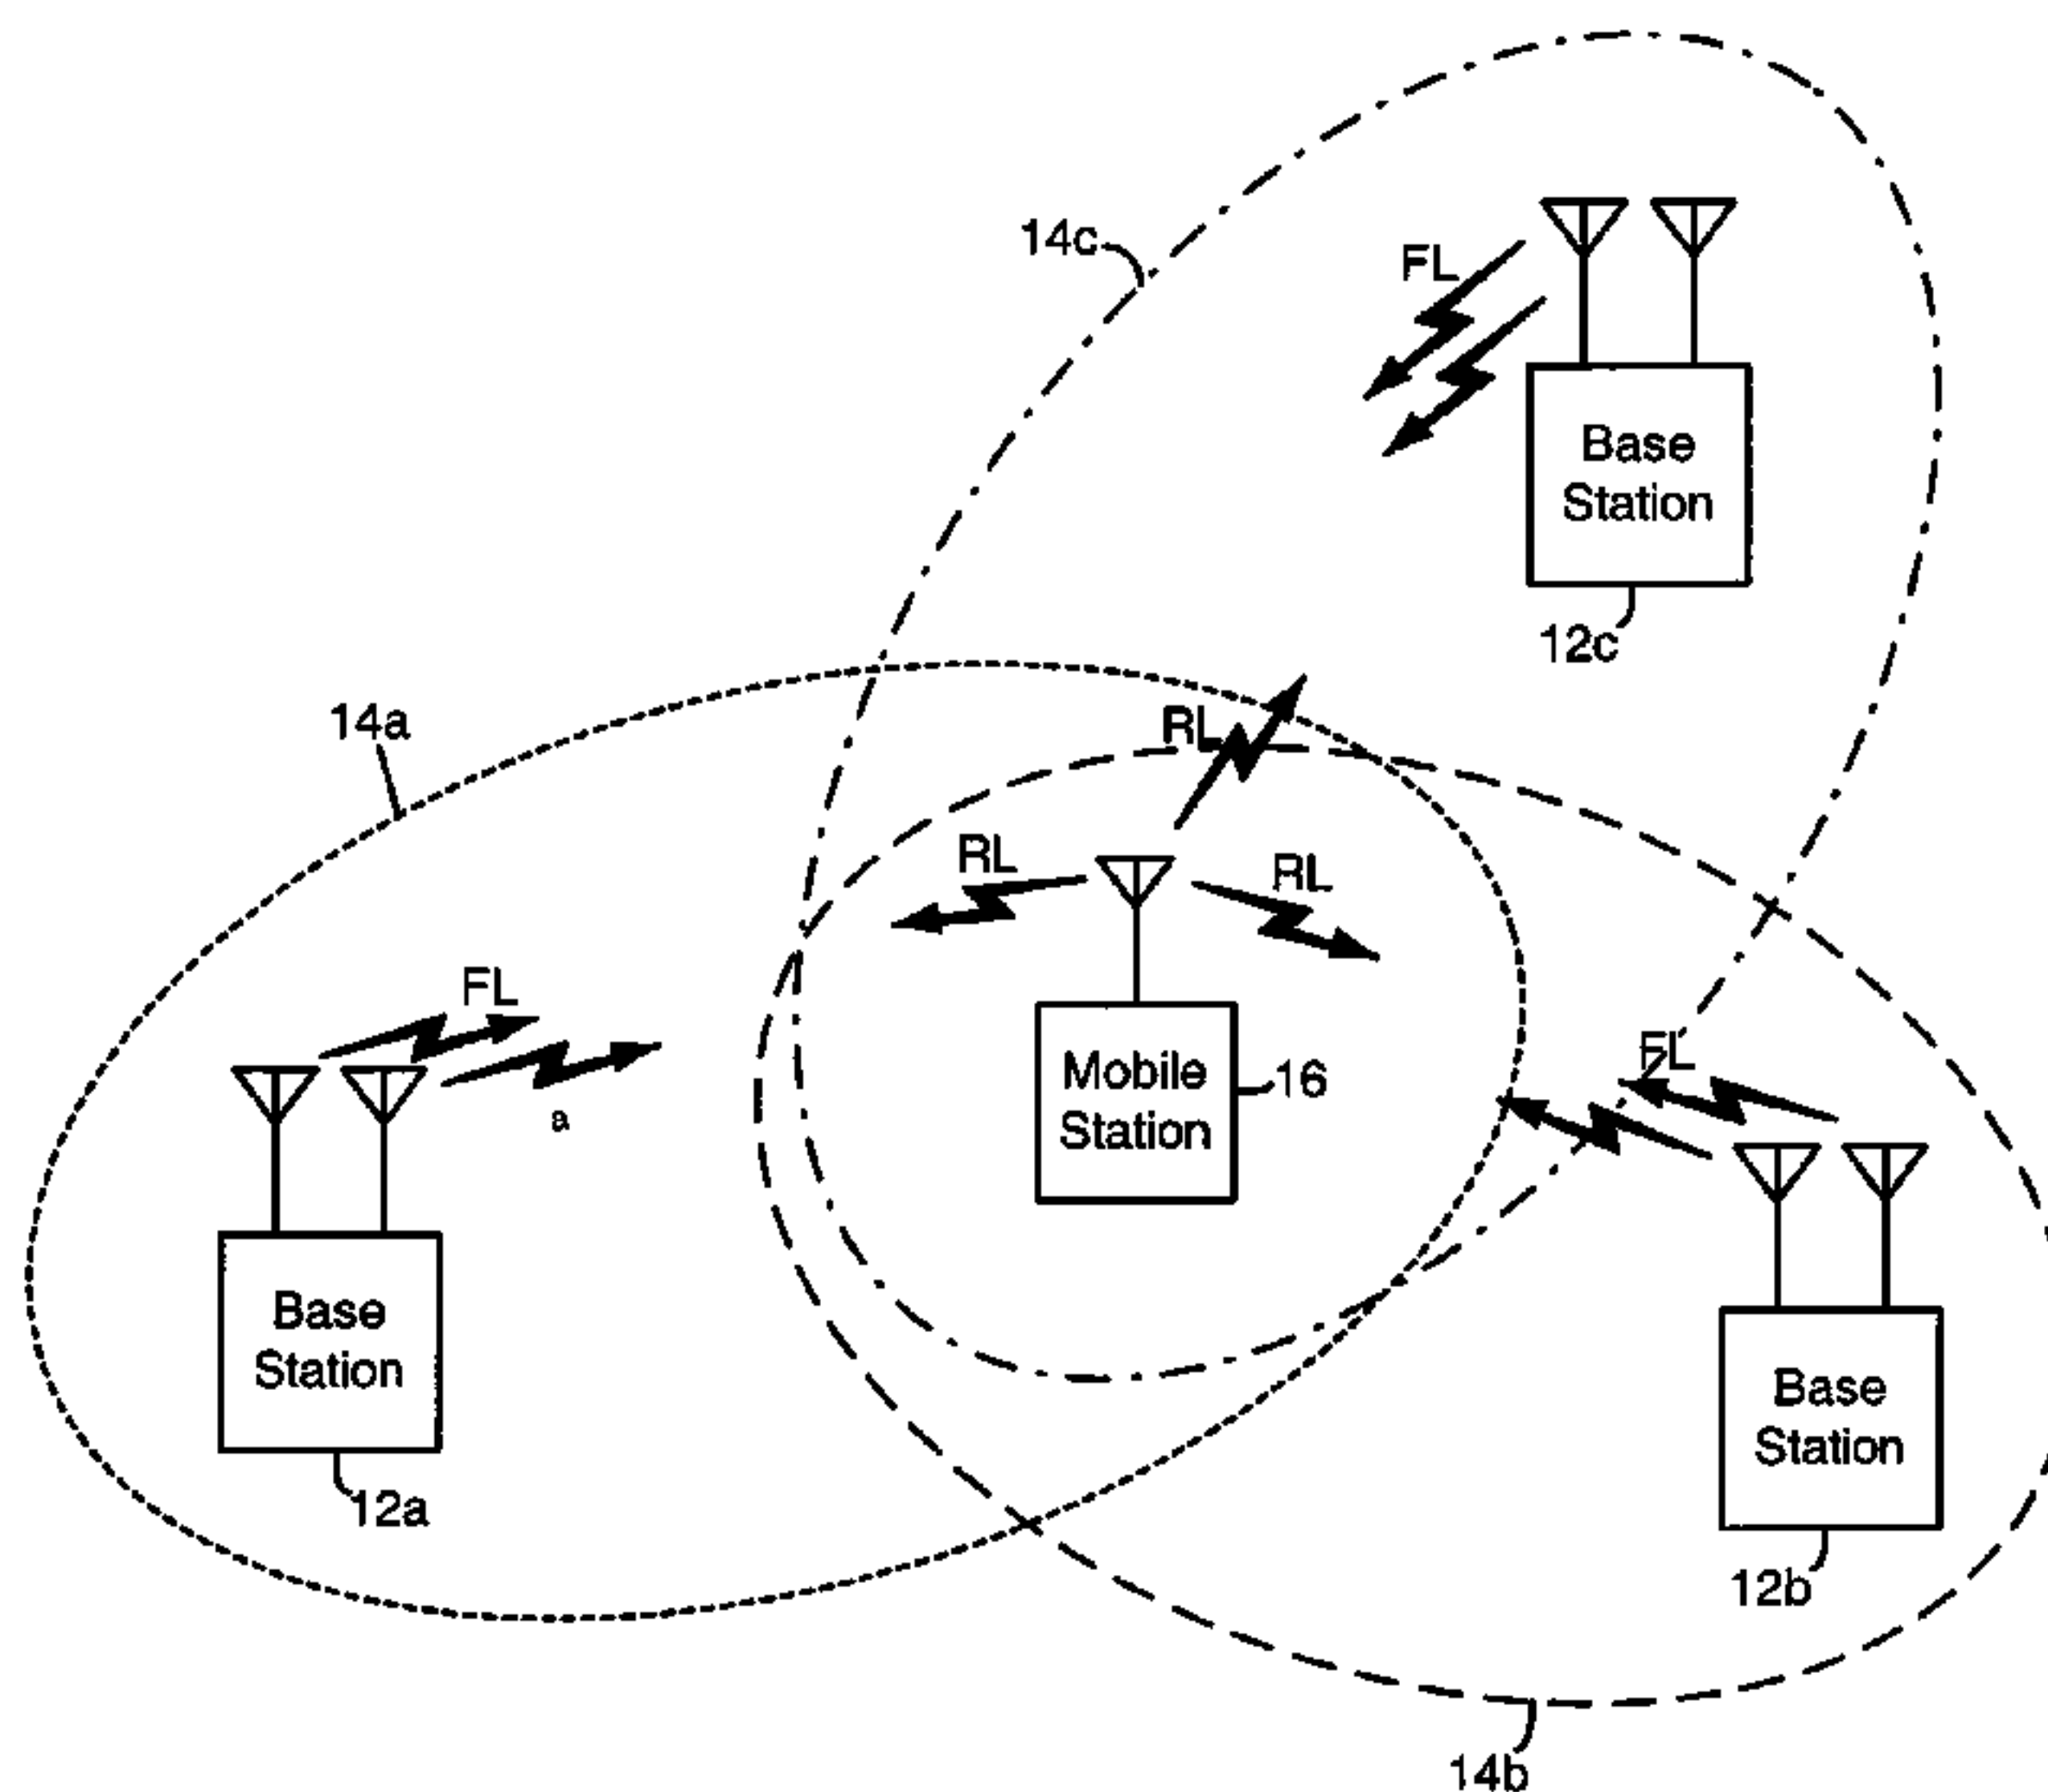 14c
FL
Base
Station
12c
14a
RL
RL
RL
FL
a
Mobile
Station
16
FL
Base
Station
12a
Base
Station
12b
14b